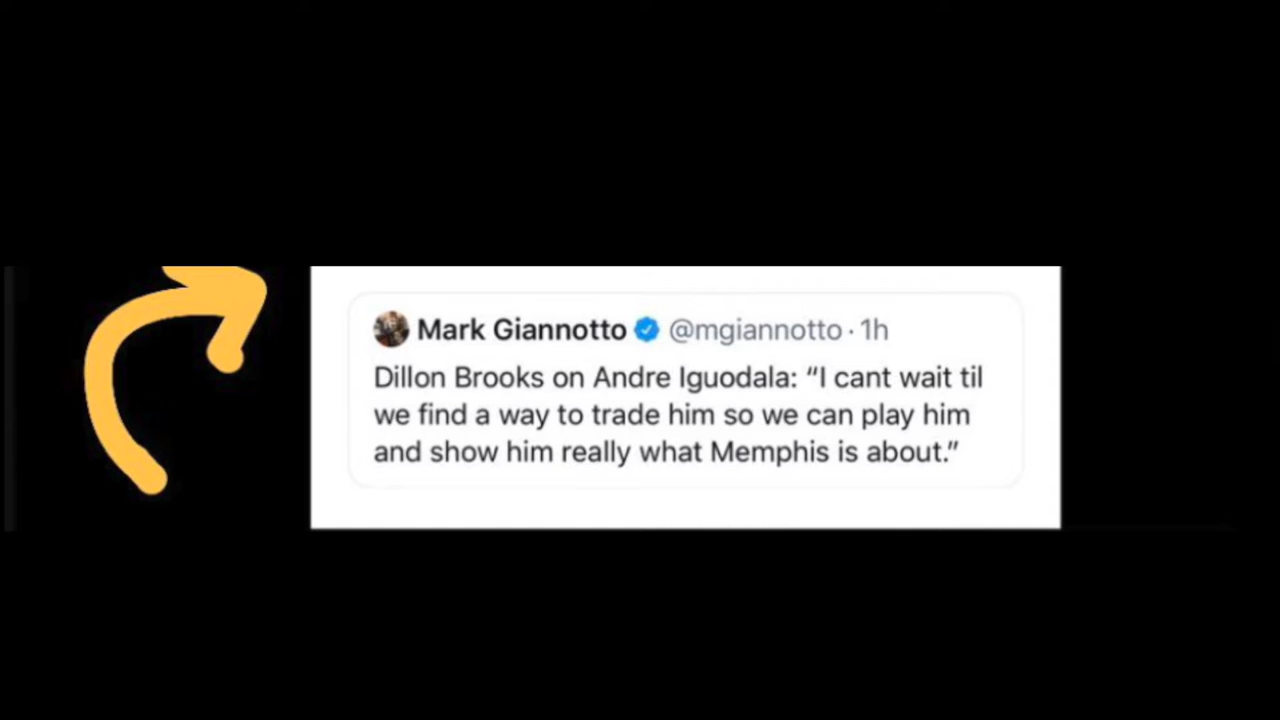 Mark Giannotto @mgiannotto · 1h
Dillon Brooks on Andre Iguodala: “I cant wait til
we find a way to trade him so we can play him
and show him really what Memphis is about.”